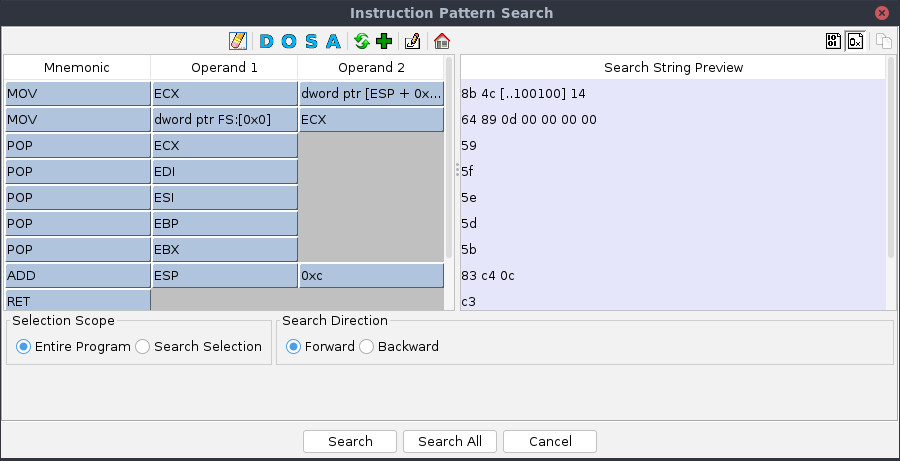 Instruction Pattern Search
D O S A
Mnemonic Operand 1 Operand 2 Search String Preview
MOV ECX dword ptr [ESP + 0x... 8b 4c [..100100] 14
MOV dword ptr FS:[0x0] ECX 64 89 0d 00 00 00 00
POP ECX 59
POP EDI 5f
POP ESI 5e
POP EBP 5d
POP EBX 5b
ADD ESP 0xc 83 c4 0c
RET c3
Selection Scope Search Direction
Entire Program Search Selection Forward Backward
Search Search All Cancel